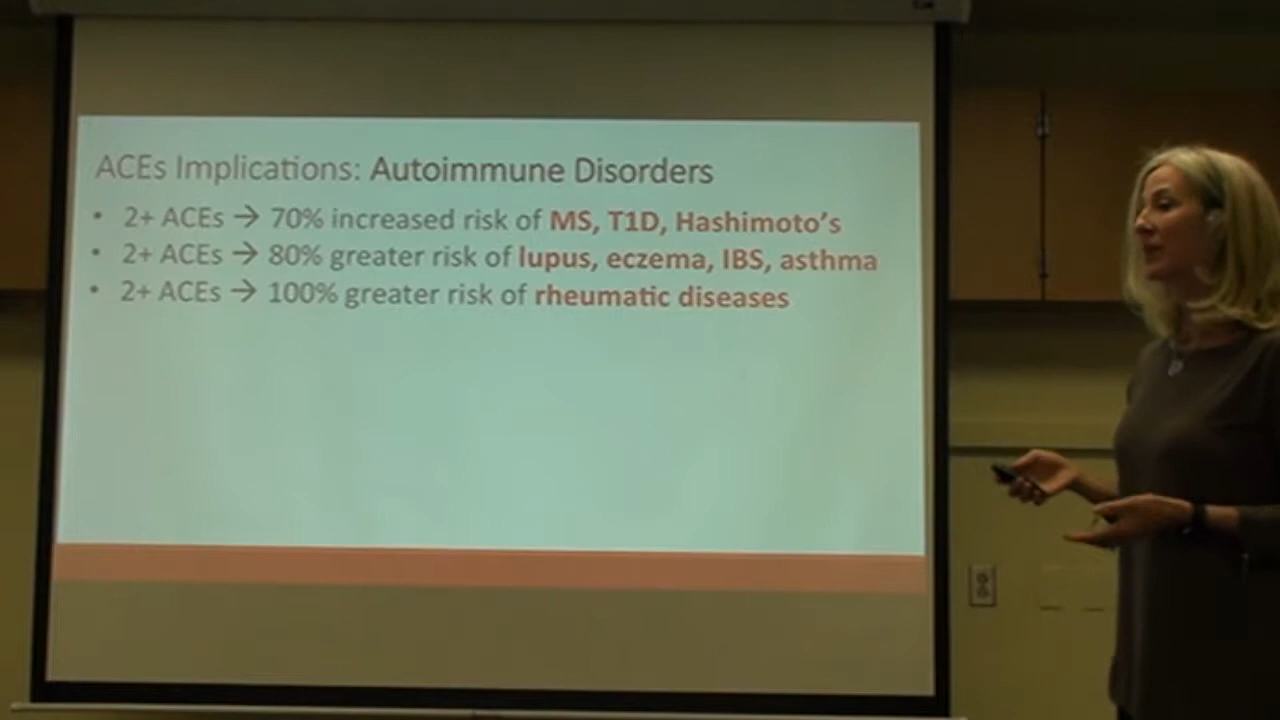 ACEs Implications: Autoimmune Disorders
• 2+ ACEs → 70% increased risk of MS, T1D, Hashimoto's
• 2+ ACEs → 80% greater risk of lupus, eczema, IBS, asthma
• 2+ ACEs → 100% greater risk of rheumatic diseases